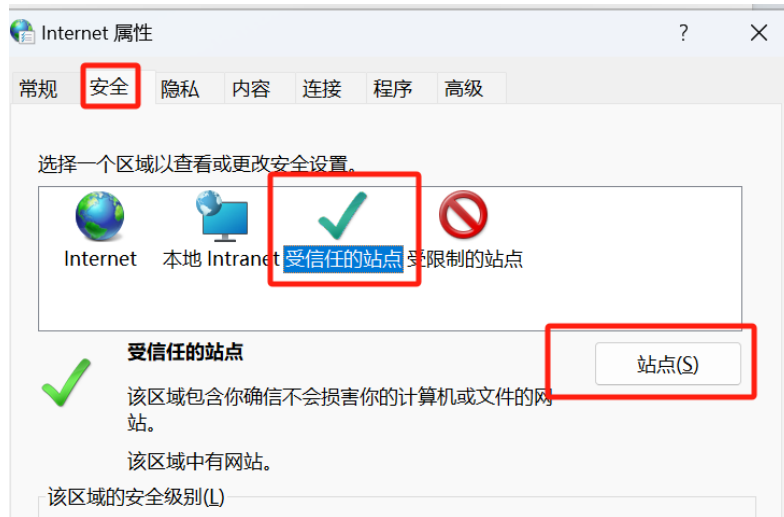 Internet 属性
常规 安全 隐私 内容 连接 程序 高级
选择一个区域以查看或更改安全设置。
Internet 本地 Intranet 受信任的站点 受限制的站点
受信任的站点
站点(S)
该区域包含你确信不会损害你的计算机或文件的网
站。
该区域中有网站。
该区域的安全级别(L)